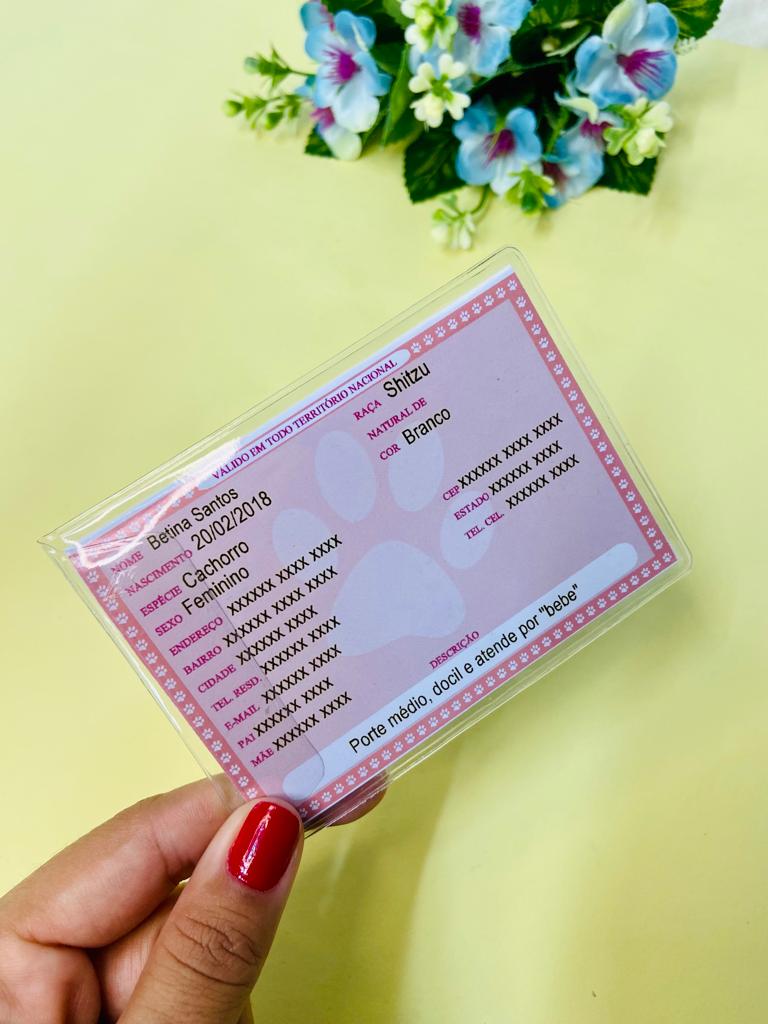 VÁLIDO EM TODO TERRITÓRIO NACIONAL
NOME Betina Santos
NASCIMENTO 20/02/2018
ESPÉCIE Cachorro
SEXO Feminino
RAÇA Shitzu
NATURAL DE
COR Branco
ENDEREÇO XXXXXX XXXX XXXX
BAIRRO XXXXXX XXXX XXXX
CIDADE XXXXXX XXXX
TEL. RESD. XXXXXX XXXX
E-MAIL XXXXXX XXXX
PAI XXXXXX XXXX
MÃE XXXXXX XXXX
CEP XXXXXX XXXX XXXX
ESTADO XXXXXX XXXX
TEL. CEL. XXXXXX XXXX
DESCRIÇÃO
Porte médio, docil e atende por "bebe"